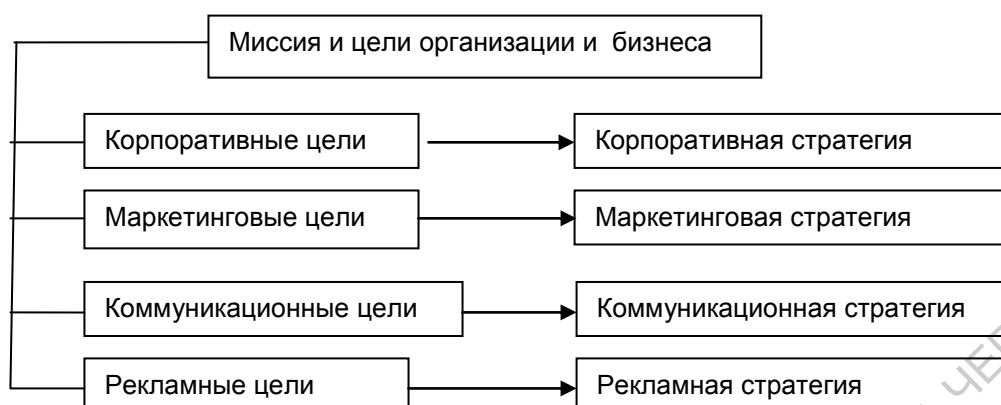 Миссия и цели организации и бизнеса
Корпоративные цели
Корпоративная стратегия
Маркетинговые цели
Маркетинговая стратегия
Коммуникационные цели
Коммуникационная стратегия
Рекламные цели
Рекламная стратегия